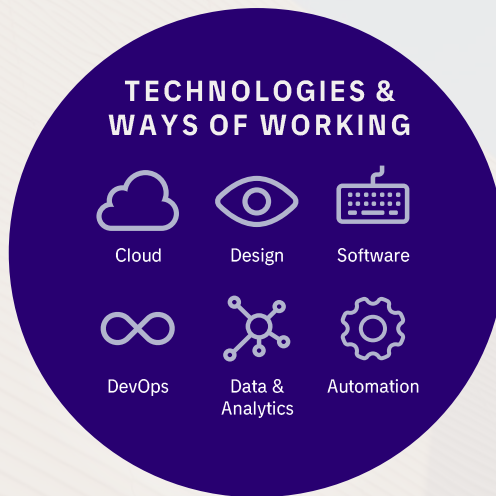 TECHNOLOGIES &
WAYS OF WORKING
Cloud
Design
Software
DevOps
Data &
Analytics
Automation